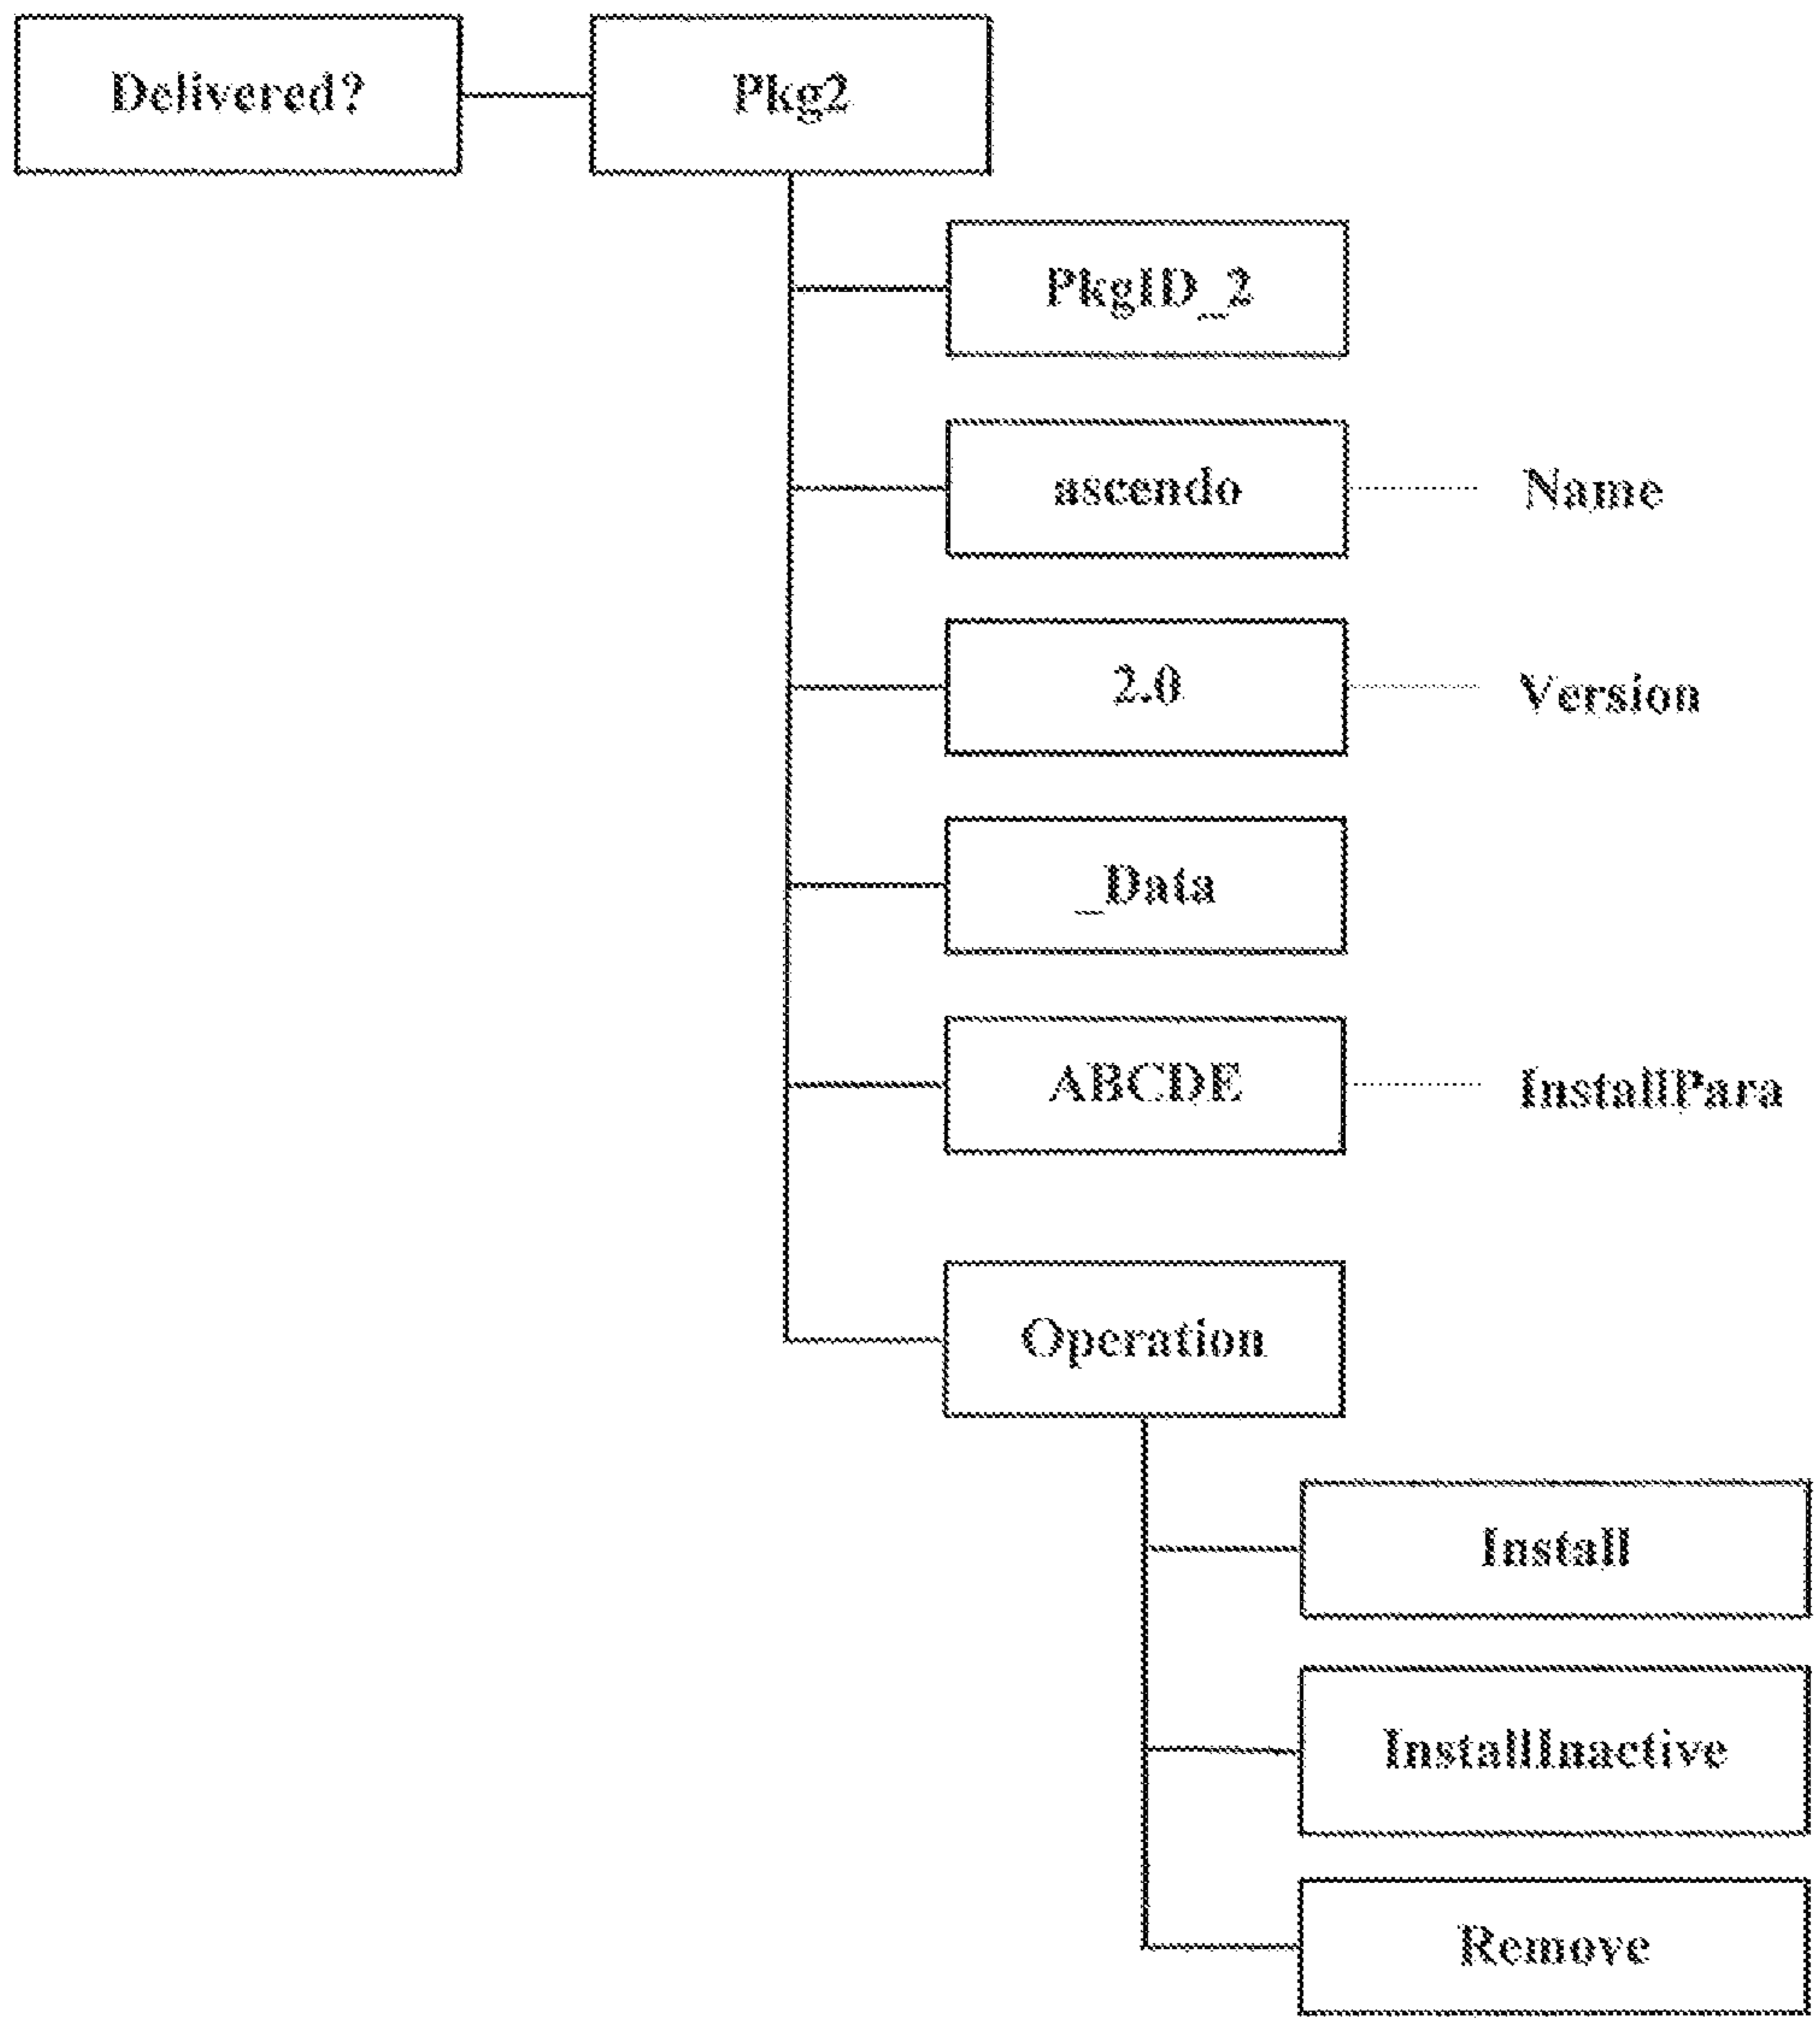 Delivered?
Pkg2
PkgID_2
ascendo
Name
2.0
Version
_Data
ABCDE
InstallPara
Operation
Install
InstallInactive
Remove